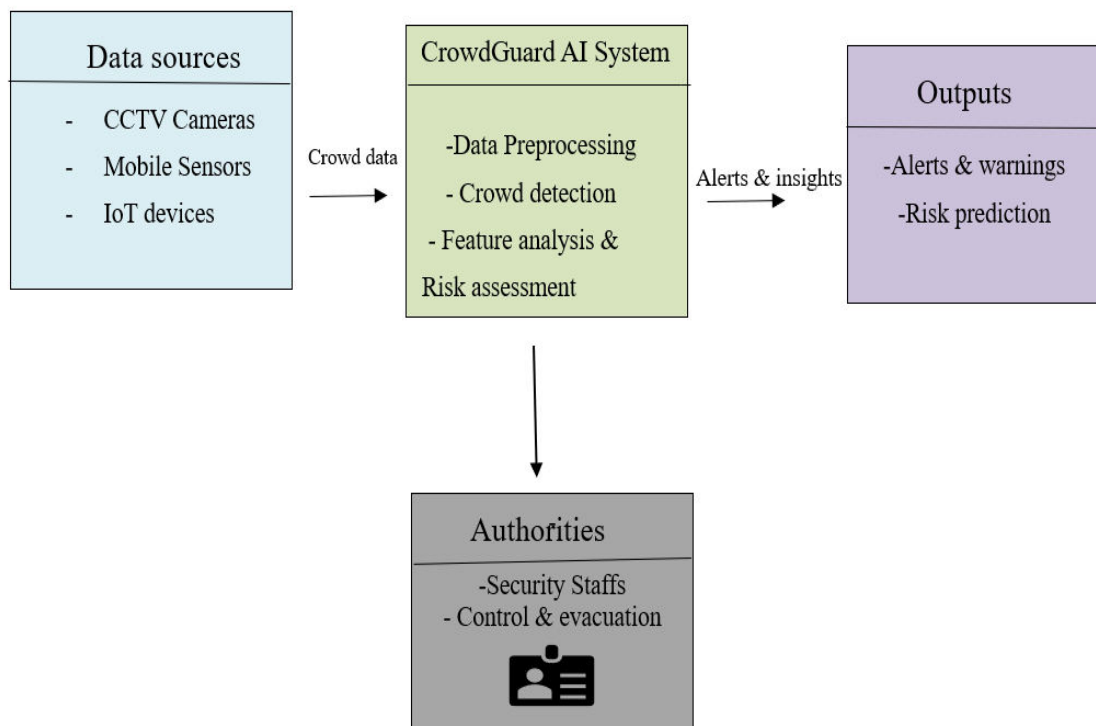 Data sources
- CCTV Cameras
- Mobile Sensors
- IoT devices
Crowd data
CrowdGuard AI System
-Data Preprocessing
- Crowd detection
- Feature analysis &
Risk assessment
Alerts & insights
Outputs
-Alerts & warnings
-Risk prediction
Authorities
-Security Staffs
- Control & evacuation